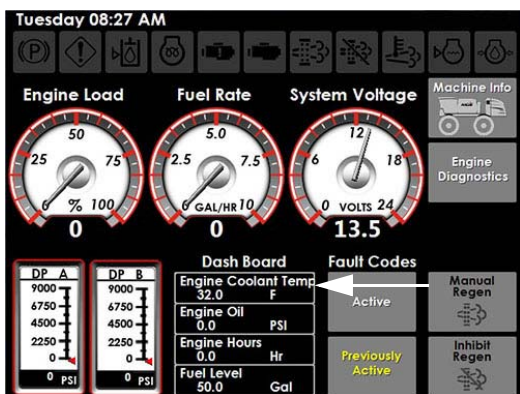 Tuesday 08:27 AM
Engine Load
Fuel Rate
System Voltage
Machine Info
50
25
75
0
%
100
0
5.0
2.5
7.5
0
GAL/HR
10
0
12
6
18
0
VOLTS
24
13.5
Engine
Diagnostics
Dash Board
Fault Codes
DP A
9000
6750
4500
2250
0
0 PSI
DP B
9000
6750
4500
2250
0
0 PSI
Engine Coolant Temp
32.0 F
Engine Oil
0.0 PSI
Engine Hours
0.0 Hr
Fuel Level
50.0 Gal
Active
Previously
Active
Manual
Regen
Inhibit
Regen